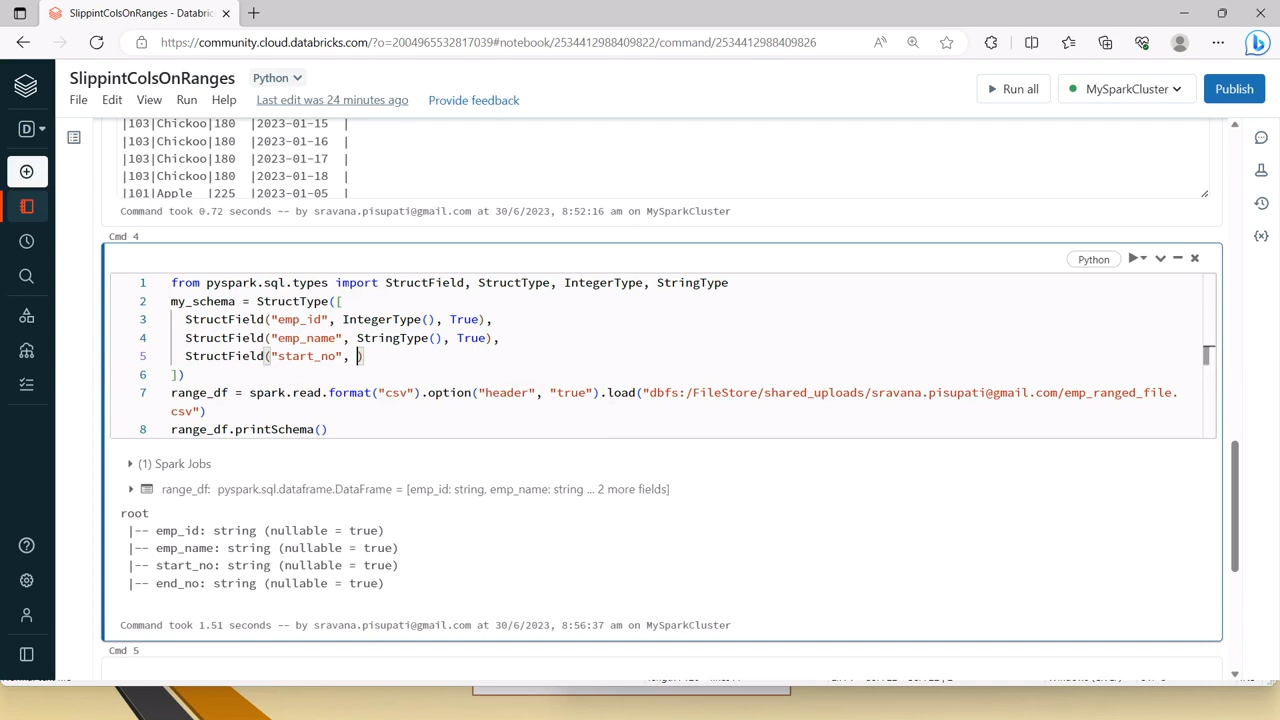 SlippintColsOnRanges - Databric
https://community.cloud.databricks.com/?o=2004965532817039#notebook/2534412988409822/command/2534412988409826
SlippintColsOnRanges Python
Run all MySparkCluster Publish
File Edit View Run Help Last edit was 24 minutes ago Provide feedback
D
|103|Chickoo|180 |2023-01-15 |
|103|Chickoo|180 |2023-01-16 |
|103|Chickoo|180 |2023-01-17 |
|103|Chickoo|180 |2023-01-18 |
|101|Apple |225 |2023-01-05 |
Command took 0.72 seconds -- by sravana.pisupati@gmail.com at 30/6/2023, 8:52:16 am on MySparkCluster
Cmd 4
Python
1 from pyspark.sql.types import StructField, StructType, IntegerType, StringType
2 my_schema = StructType([
3 StructField("emp_id", IntegerType(), True),
4 StructField("emp_name", StringType(), True),
5 StructField("start_no", )
6 ])
7 range_df = spark.read.format("csv").option("header", "true").load("dbfs:/FileStore/shared_uploads/sravana.pisupati@gmail.com/emp_ranged_file.
csv")
8 range_df.printSchema()
(1) Spark Jobs
range_df: pyspark.sql.dataframe.DataFrame = [emp_id: string, emp_name: string ... 2 more fields]
root
|-- emp_id: string (nullable = true)
|-- emp_name: string (nullable = true)
|-- start_no: string (nullable = true)
|-- end_no: string (nullable = true)
Command took 1.51 seconds -- by sravana.pisupati@gmail.com at 30/6/2023, 8:56:37 am on MySparkCluster
Cmd 5